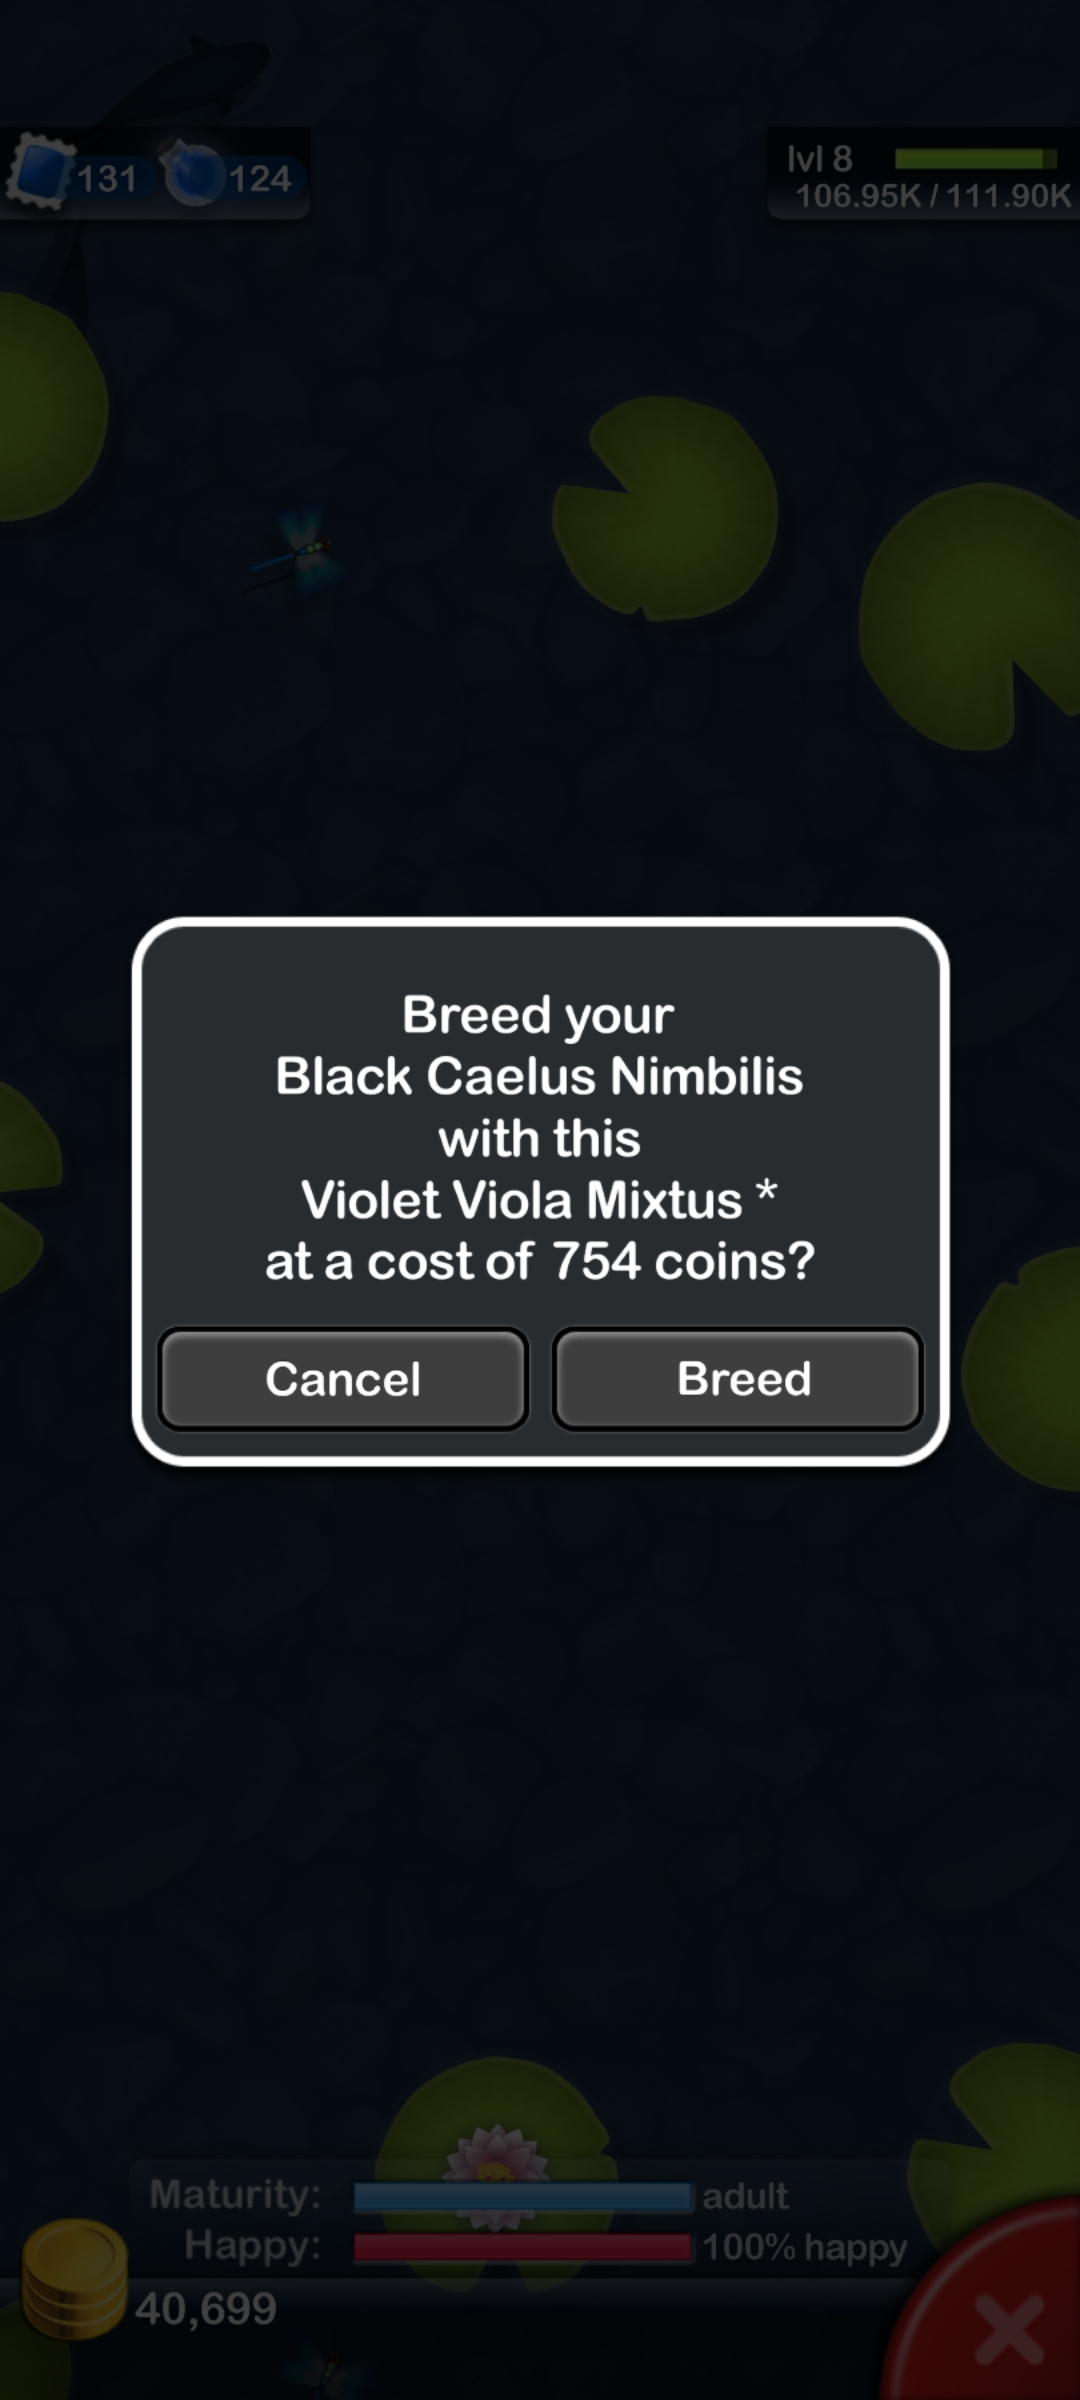 131
124
lvl 8
106.95K / 111.90K
Breed your
Black Caelus Nimbilis
with this
Violet Viola Mixtus *
at a cost of 754 coins?
Cancel
Breed
Maturity:
adult
Happy:
100% happy
40,699